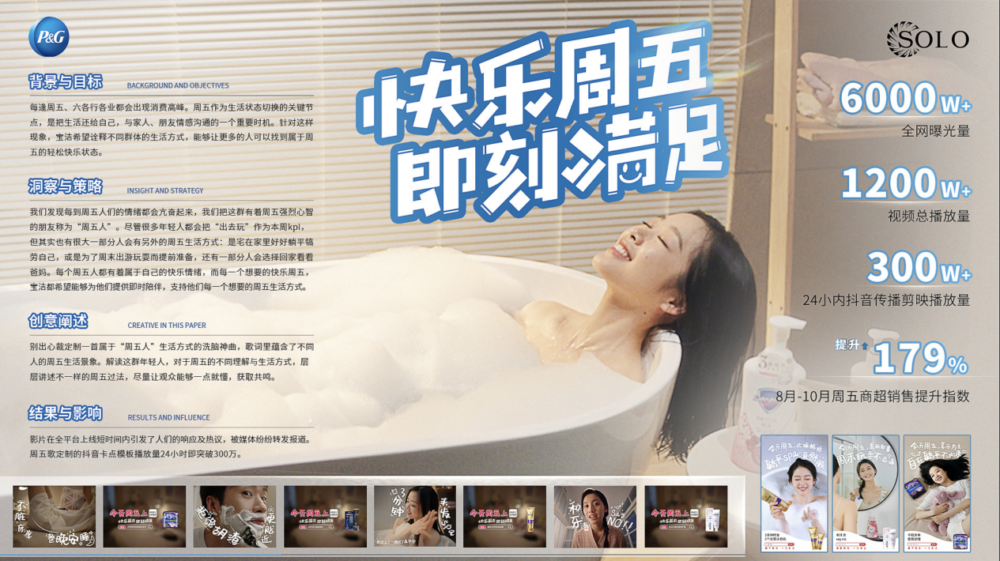 P&G
SOLO
快乐周五
即刻满足
背景与目标 BACKGROUND AND OBJECTIVES
每逢周五、六各行各业都会出现消费高峰。周五作为生活状态切换的关键节
点，是把生活还给自己，与家人、朋友情感沟通的一个重要时机。针对这样
现象，宝洁希望诠释不同群体的生活方式，能够让更多的人可以找到属于周
五的轻松快乐状态。
洞察与策略 INSIGHT AND STRATEGY
我们发现每到周五人们的情绪都会亢奋起来，我们把这群有着周五强烈心智
的朋友称为“周五人”。尽管很多年轻人都会把“出去玩”作为本周kpi，
但其实也有很大一部分人会有另外的周五生活方式：是宅在家里好好躺平犒
劳自己，或是为了周末出游玩耍而提前准备，还有一部分人会选择回家看看
爸妈。每个周五人都有着属于自己的快乐情绪，而每一个想要的快乐周五，
宝洁都希望能够为他们提供即时陪伴，支持他们每一个想要的周五生活方式。
创意阐述 CREATIVE IN THIS PAPER
别出心裁定制一首属于“周五人”生活方式的洗脑神曲，歌词里蕴含了不同
人的周五生活景象。解读这群年轻人，对于周五的不同理解与生活方式，层
层讲述不一样的周五过法，尽量让观众能够一点就懂，获取共鸣。
结果与影响 RESULTS AND INFLUENCE
影片在全平台上线短时间内引发了人们的响应及热议，被媒体纷纷转发报道。
周五歌定制的抖音卡点模板播放量24小时即突破300万。
6000W+
全网曝光量
1200W+
视频总播放量
300W+
24小内抖音传播剪映播放量
提升 179%
8月-10月周五商超销售提升指数
今天周五上
今天周五上
3分钟
今天周五上
Say NO!!
今天周五上